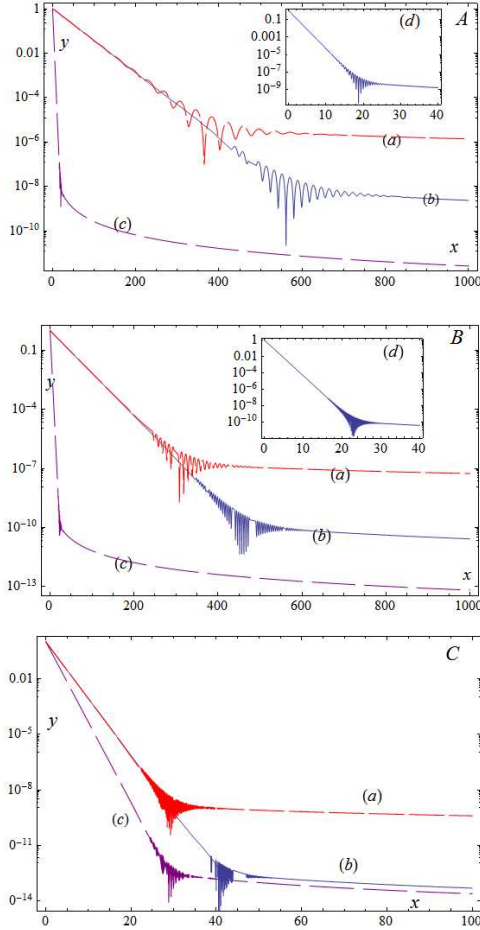 1
A
y
0.01
10⁻⁴
10⁻⁶
10⁻⁸
10⁻¹⁰
(d)
0.1
0.001
10⁻⁵
10⁻⁷
10⁻⁹
0 10 20 30 40
(a)
(b)
(c)
x
0 200 400 600 800 1000
B
0.1
y
10⁻⁴
10⁻⁷
10⁻¹⁰
10⁻¹³
(d)
1
0.01
10⁻⁴
10⁻⁶
10⁻⁸
10⁻¹⁰
0 10 20 30 40
(a)
(b)
(c)
x
0 200 400 600 800 1000
C
0.01
y
10⁻⁵
10⁻⁸
10⁻¹¹
10⁻¹⁴
(a)
(c)
(b)
x
0 20 40 60 80 100